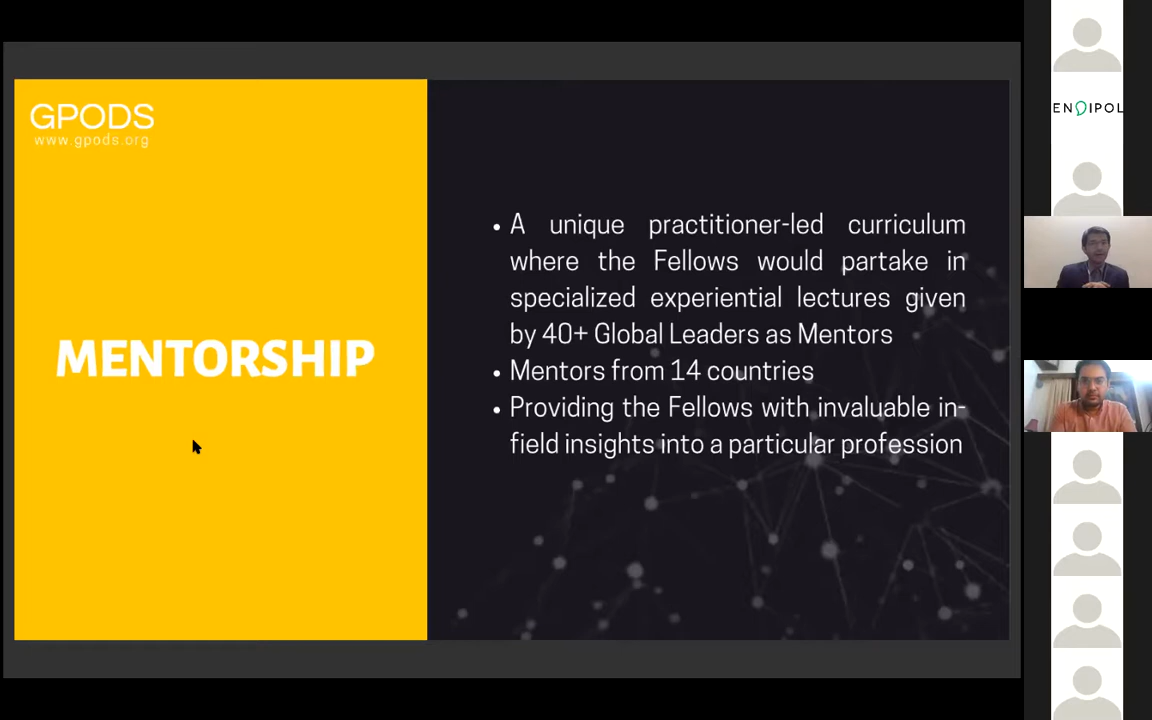 GPODS
www.gpods.org
MENTORSHIP
• A unique practitioner-led curriculum
where the Fellows would partake in
specialized experiential lectures given
by 40+ Global Leaders as Mentors
• Mentors from 14 countries
• Providing the Fellows with invaluable in-
field insights into a particular profession